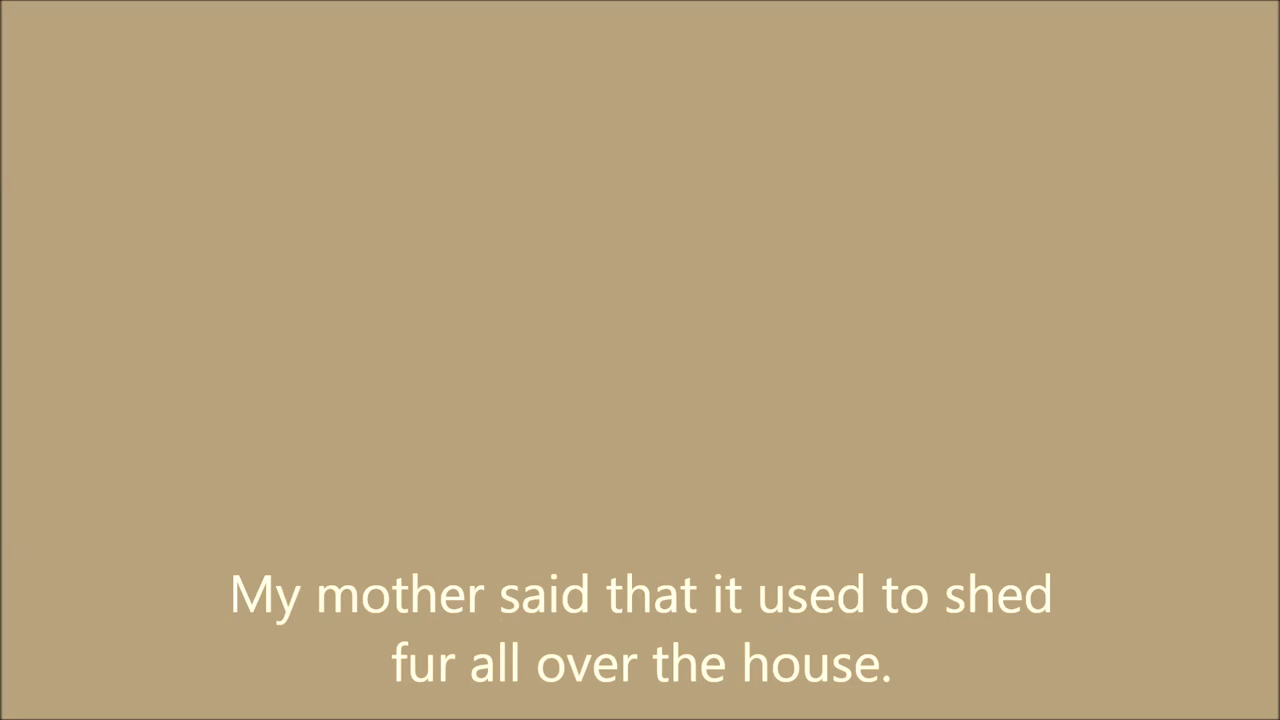 My mother said that it used to shed
fur all over the house.